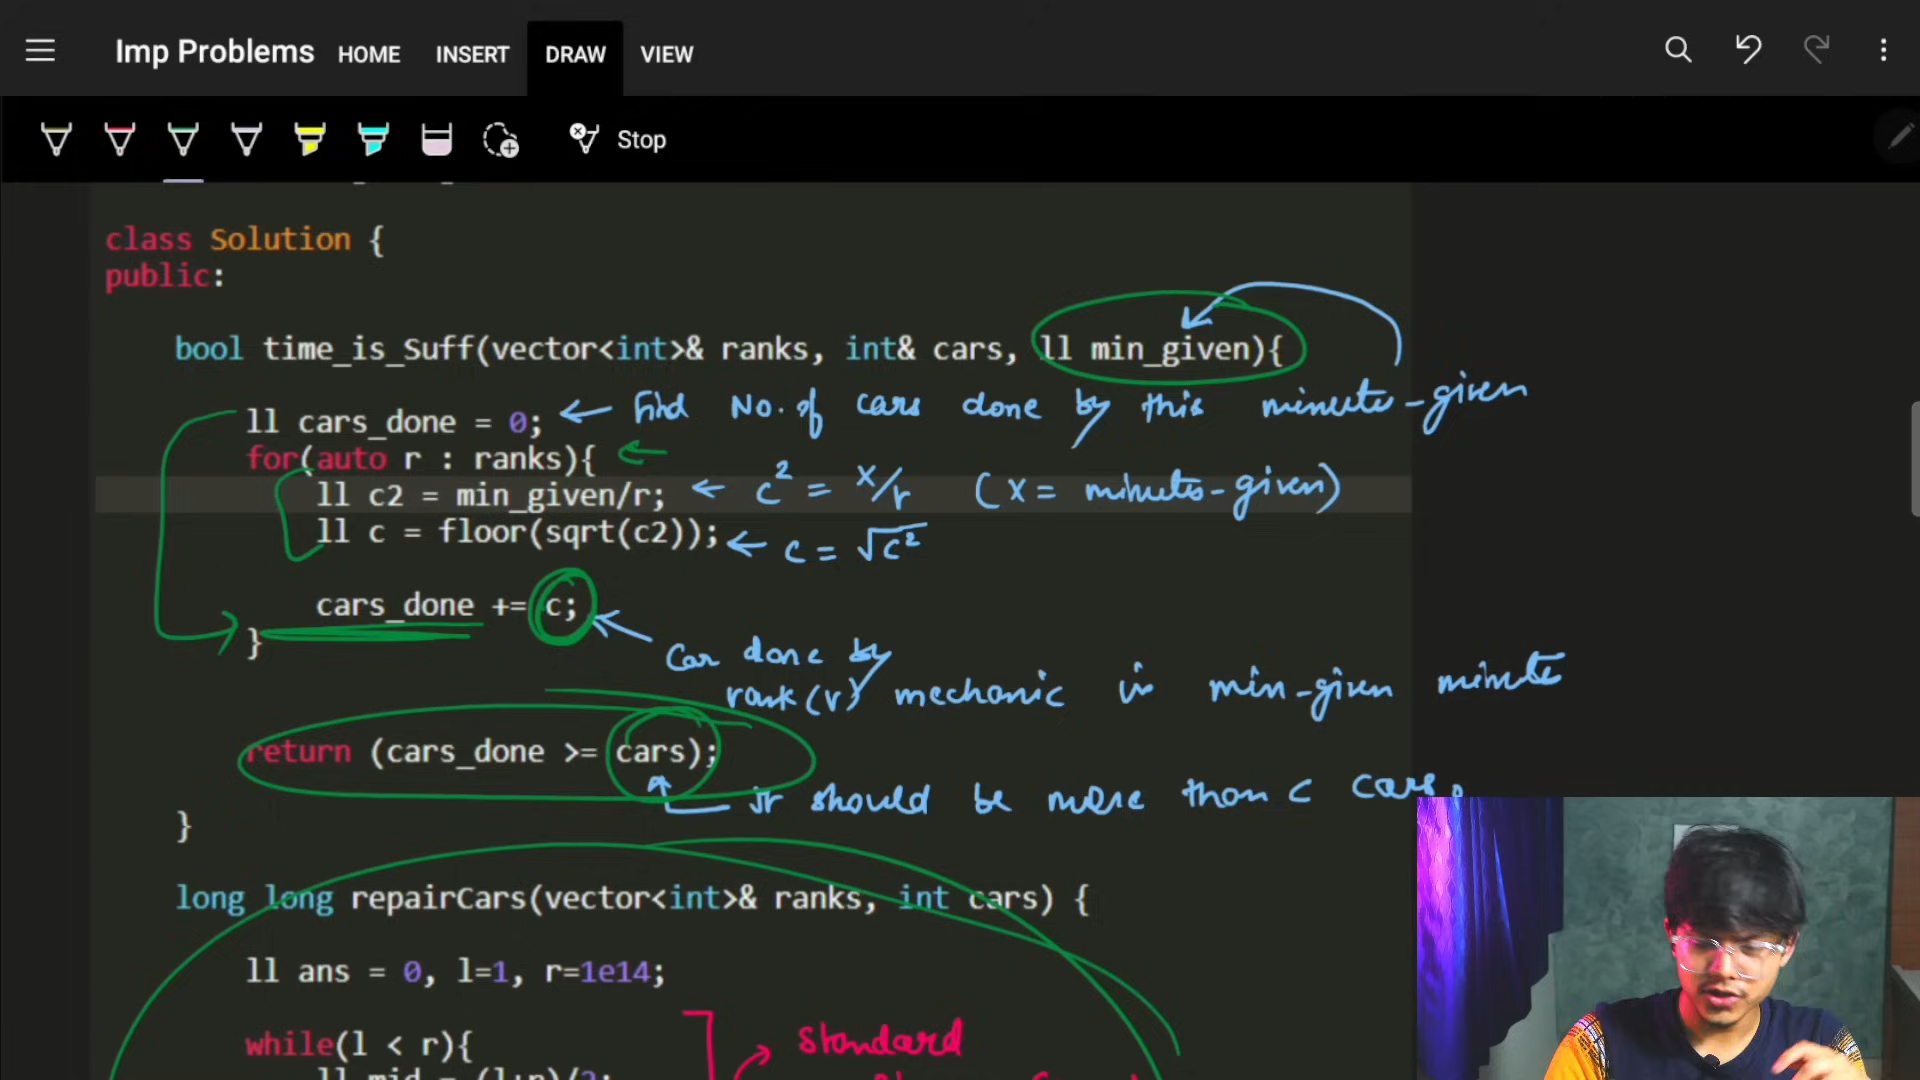 Imp Problems HOME INSERT DRAW VIEW
Stop
class Solution {
public:
bool time_is_Suff(vector<int>& ranks, int& cars, ll min_given){
ll cars_done = 0; ← Find No. of cars done by this minute-given
for(auto r : ranks){ ←
ll c2 = min_given/r; ← c² = x/r (x = minutes-given)
ll c = floor(sqrt(c2)); ← c = √c²
cars_done += c;
}
Car done by
rank(r) mechanic in min-given minute
return (cars_done >= cars);
It should be more than c cars.
}
long long repairCars(vector<int>& ranks, int cars) {
ll ans = 0, l=1, r=1e14;
while(l < r){
standard
ll mid = (l+r)/2;